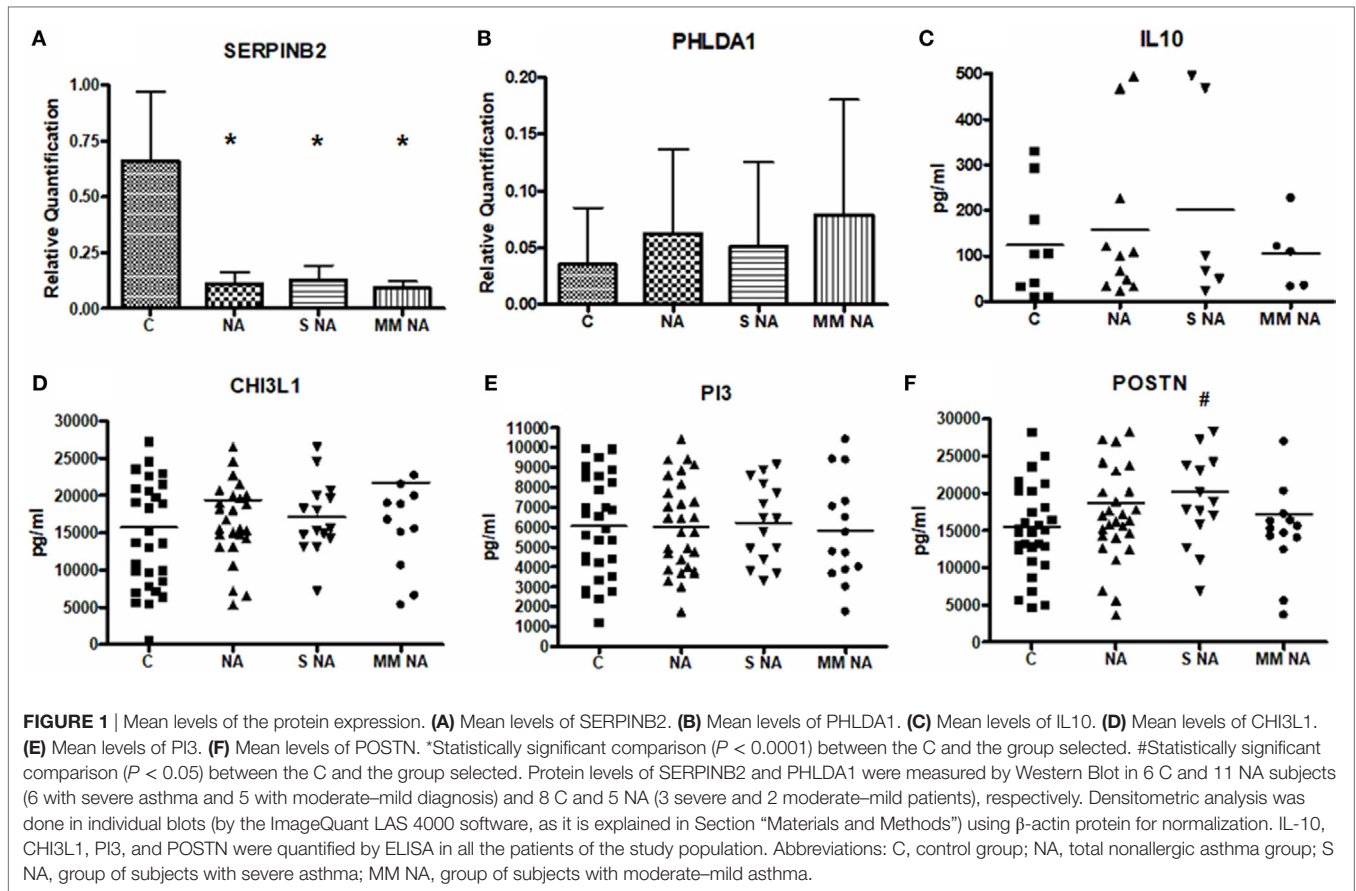 A
SERPINB2
Relative Quantification
1.00
0.75
0.50
0.25
0.00
*
*
*
C
NA
S NA
MM NA
B
PHLDA1
Relative Quantification
0.20
0.15
0.10
0.05
0.00
C
NA
S NA
MM NA
C
IL10
pg/ml
500
400
300
200
100
0
C
NA
S NA
MM NA
D
CHI3L1
pg/ml
30000
25000
20000
15000
10000
5000
0
C
NA
S NA
MM NA
E
PI3
pg/ml
11000
10000
9000
8000
7000
6000
5000
4000
3000
2000
1000
0
C
NA
S NA
MM NA
F
POSTN
#
pg/ml
30000
25000
20000
15000
10000
5000
0
C
NA
S NA
MM NA
FIGURE 1 | Mean levels of the protein expression. (A) Mean levels of SERPINB2. (B) Mean levels of PHLDA1. (C) Mean levels of IL10. (D) Mean levels of CHI3L1.
(E) Mean levels of PI3. (F) Mean levels of POSTN. *Statistically significant comparison (P < 0.0001) between the C and the group selected. #Statistically significant
comparison (P < 0.05) between the C and the group selected. Protein levels of SERPINB2 and PHLDA1 were measured by Western Blot in 6 C and 11 NA subjects
(6 with severe asthma and 5 with moderate–mild diagnosis) and 8 C and 5 NA (3 severe and 2 moderate–mild patients), respectively. Densitometric analysis was
done in individual blots (by the ImageQuant LAS 4000 software, as it is explained in Section “Materials and Methods”) using β-actin protein for normalization. IL-10,
CHI3L1, PI3, and POSTN were quantified by ELISA in all the patients of the study population. Abbreviations: C, control group; NA, total nonallergic asthma group; S
NA, group of subjects with severe asthma; MM NA, group of subjects with moderate–mild asthma.